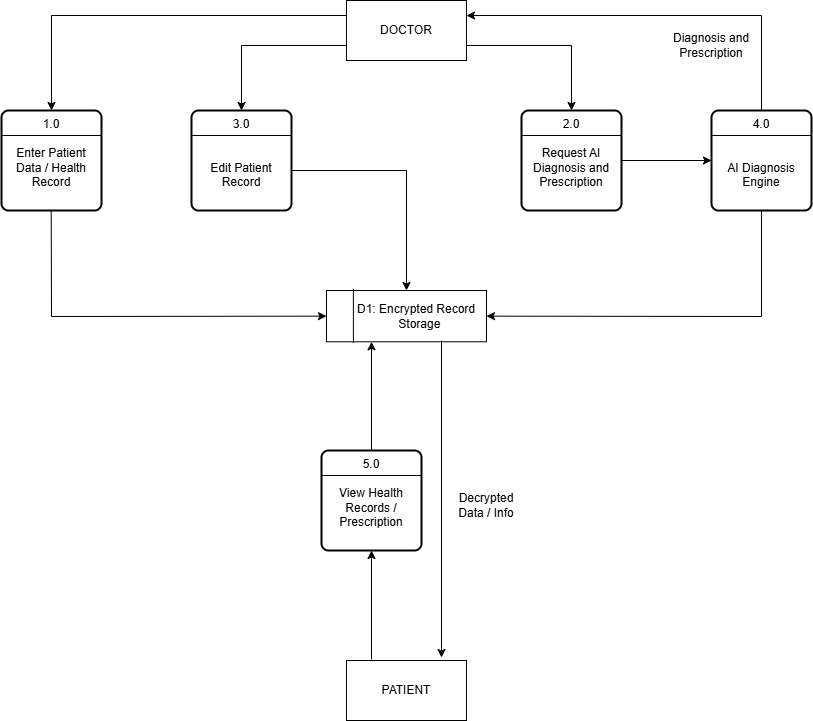 DOCTOR
Diagnosis and
Prescription
1.0
Enter Patient
Data / Health
Record
3.0
Edit Patient
Record
2.0
Request AI
Diagnosis and
Prescription
4.0
AI Diagnosis
Engine
D1: Encrypted Record
Storage
5.0
View Health
Records /
Prescription
Decrypted
Data / Info
PATIENT